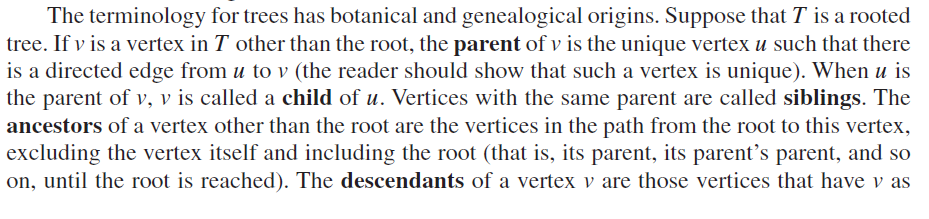 The terminology for trees has botanical and genealogical origins. Suppose that T is a rooted
tree. If v is a vertex in T other than the root, the parent of v is the unique vertex u such that there
is a directed edge from u to v (the reader should show that such a vertex is unique). When u is
the parent of v, v is called a child of u. Vertices with the same parent are called siblings. The
ancestors of a vertex other than the root are the vertices in the path from the root to this vertex,
excluding the vertex itself and including the root (that is, its parent, its parent's parent, and so
on, until the root is reached). The descendants of a vertex v are those vertices that have v as